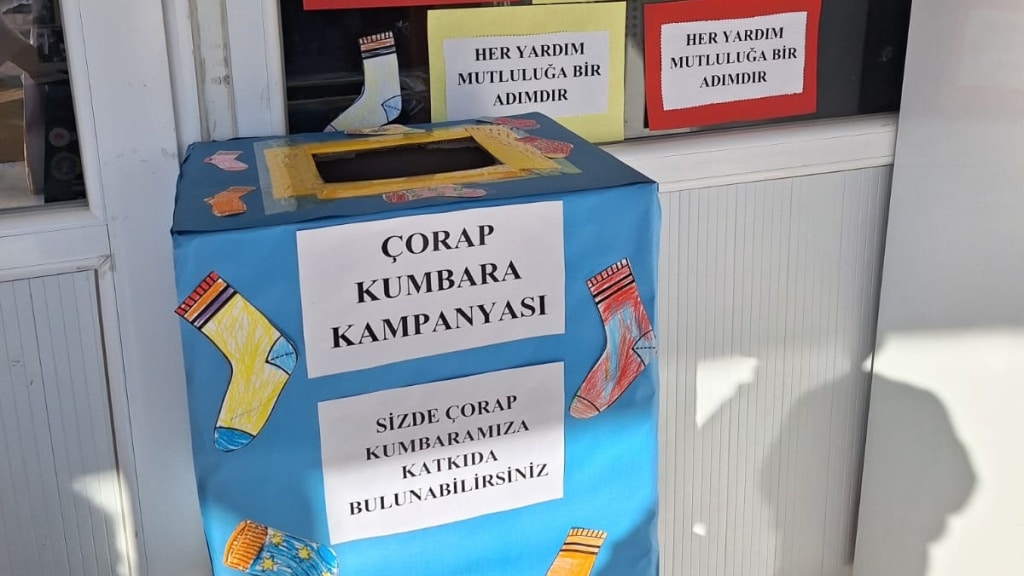 HER YARDIM
MUTLULUĞA BİR
ADIMDIR
HER YARDIM
MUTLULUĞA BİR
ADIMDIR
ÇORAP
KUMBARA
KAMPANYASI
SİZDE ÇORAP
KUMBARAMIZA
KATKIDA
BULUNABİLİRSİNİZ